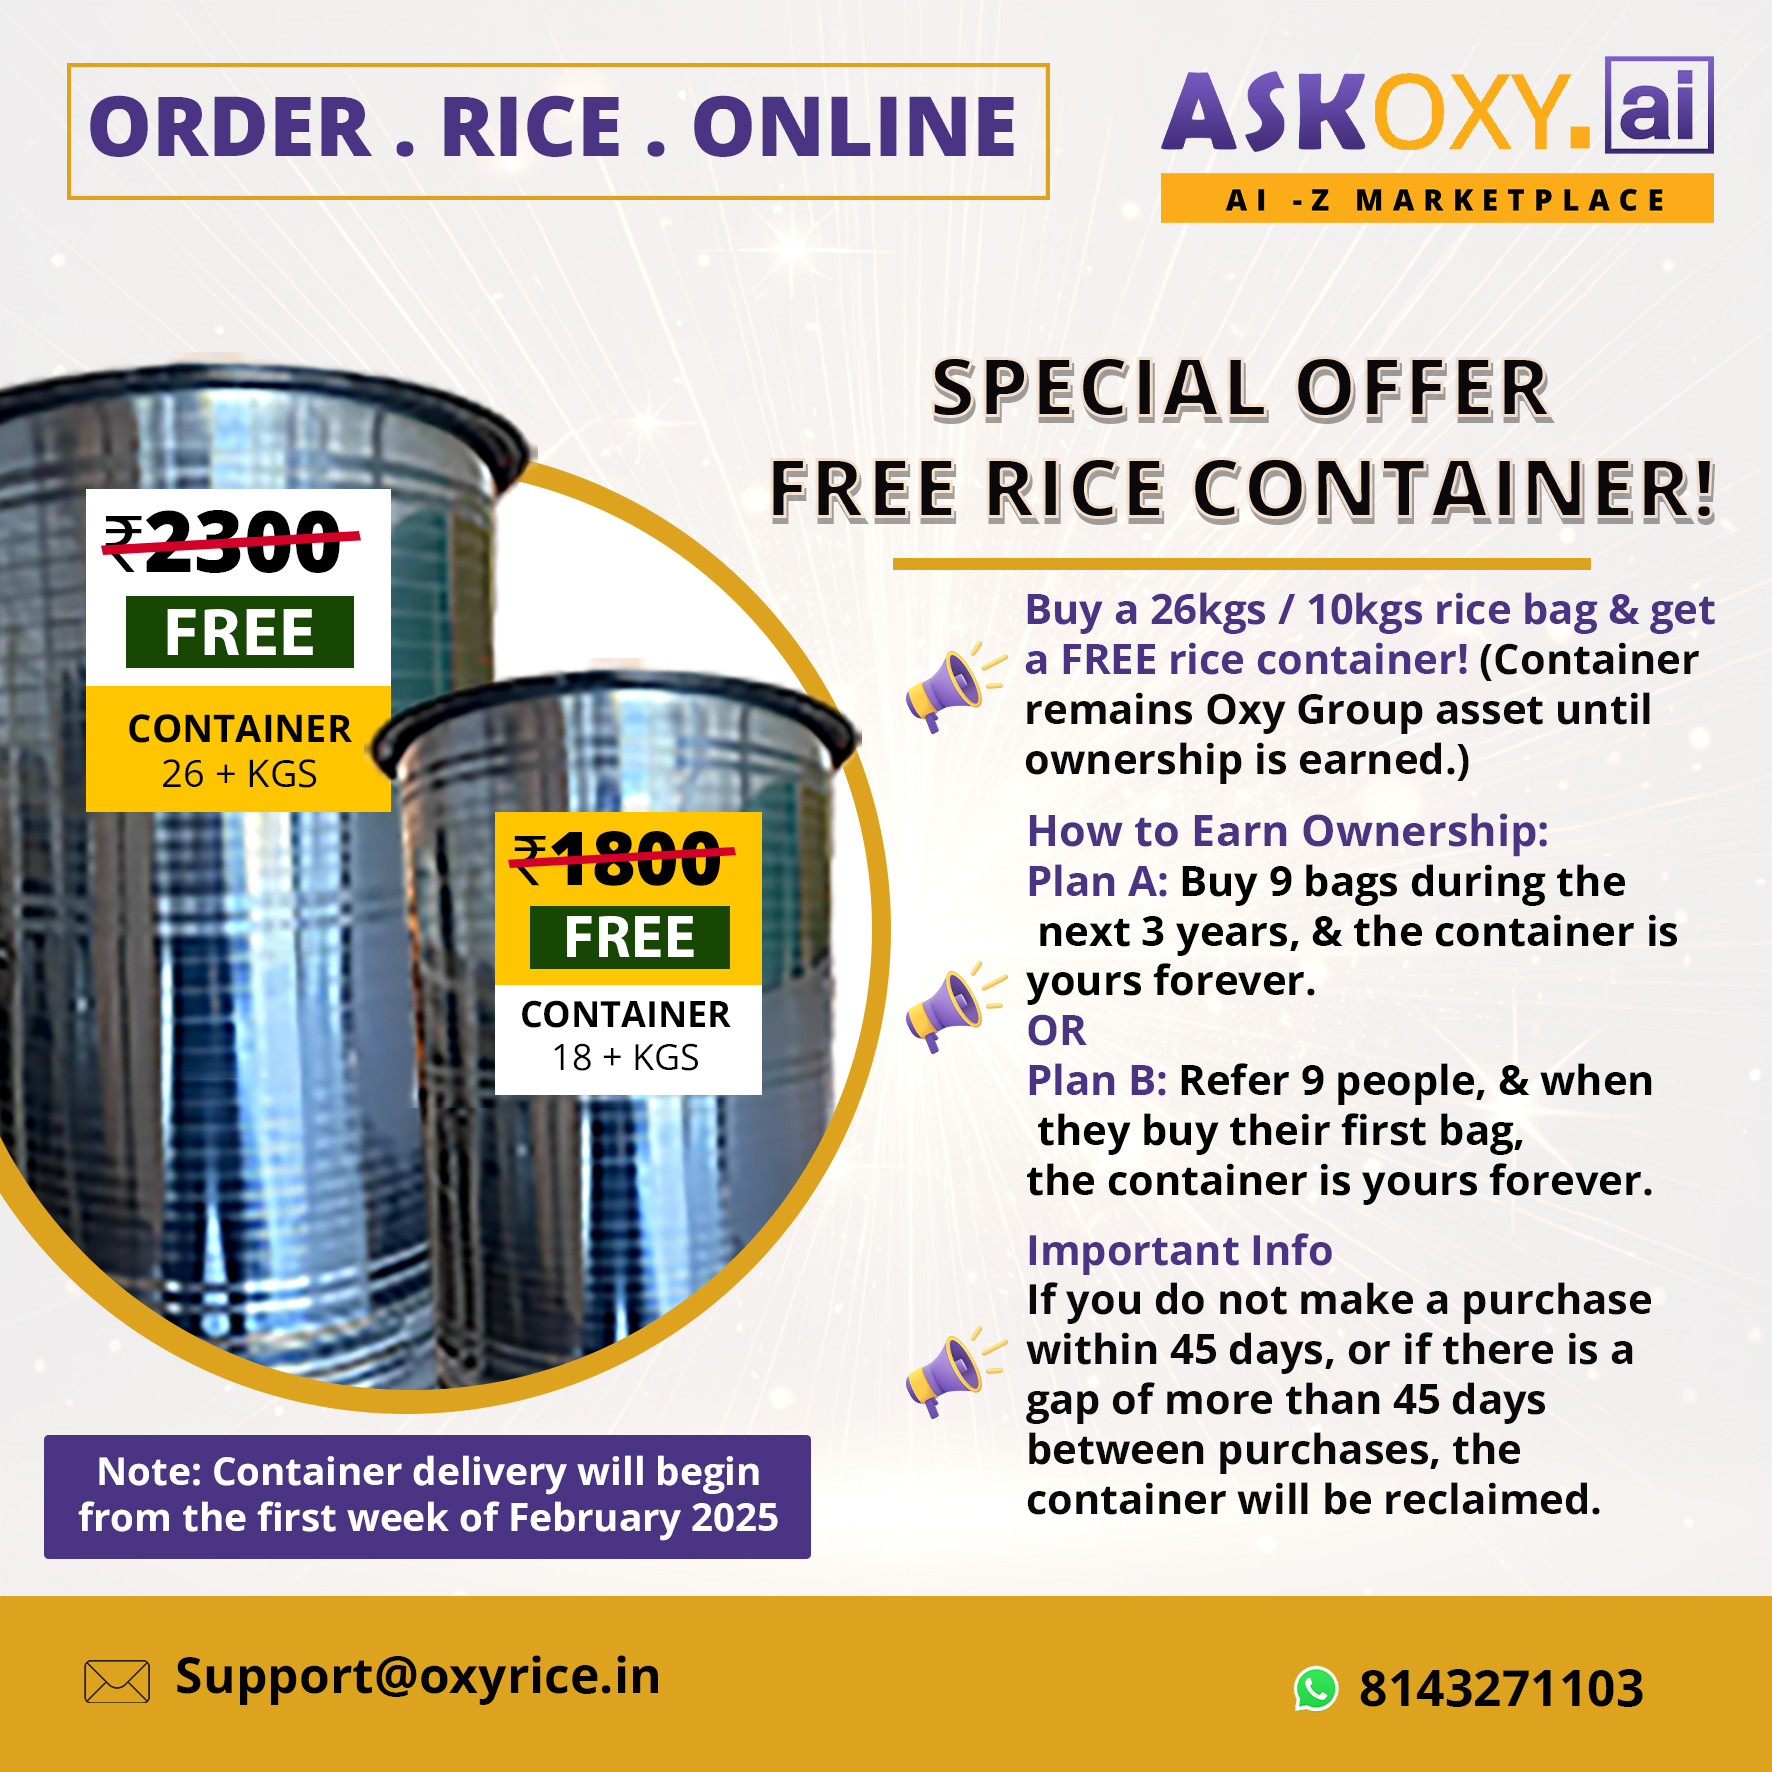 ORDER . RICE . ONLINE
ASKOXY.ai
AI -Z MARKETPLACE
SPECIAL OFFER
FREE RICE CONTAINER!
₹2300
FREE
CONTAINER
26 + KGS
₹1800
FREE
CONTAINER
18 + KGS
Buy a 26kgs / 10kgs rice bag & get
a FREE rice container! (Container
remains Oxy Group asset until
ownership is earned.)
How to Earn Ownership:
Plan A: Buy 9 bags during the
next 3 years, & the container is
yours forever.
OR
Plan B: Refer 9 people, & when
they buy their first bag,
the container is yours forever.
Important Info
If you do not make a purchase
within 45 days, or if there is a
gap of more than 45 days
between purchases, the
container will be reclaimed.
Note: Container delivery will begin
from the first week of February 2025
Support@oxyrice.in
8143271103